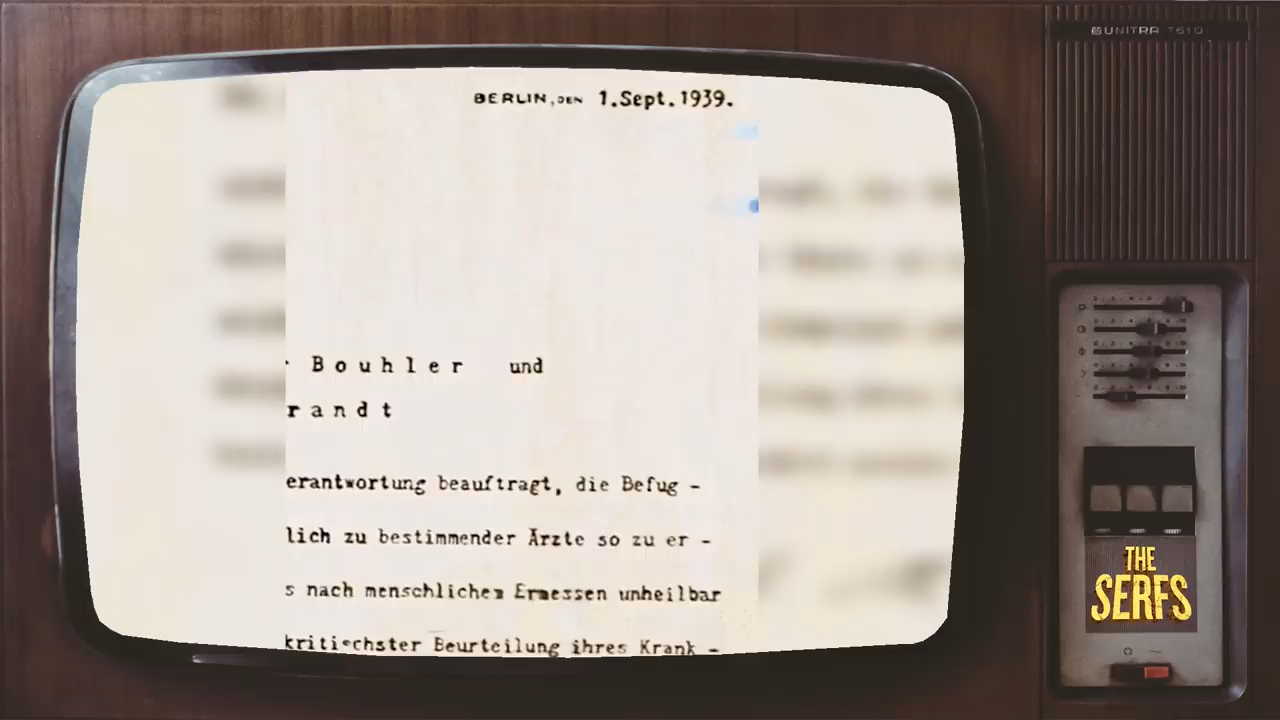 UNITRA 7610
BERLIN, DEN 1.Sept.1939.
Bouhler und
randt
erantwortung beauftragt, die Befug -
lich zu bestimmender Ärzte so zu er -
s nach menschlichem Ermessen unheilbar
kritischster Beurteilung ihres Krank -
THE
SERFS